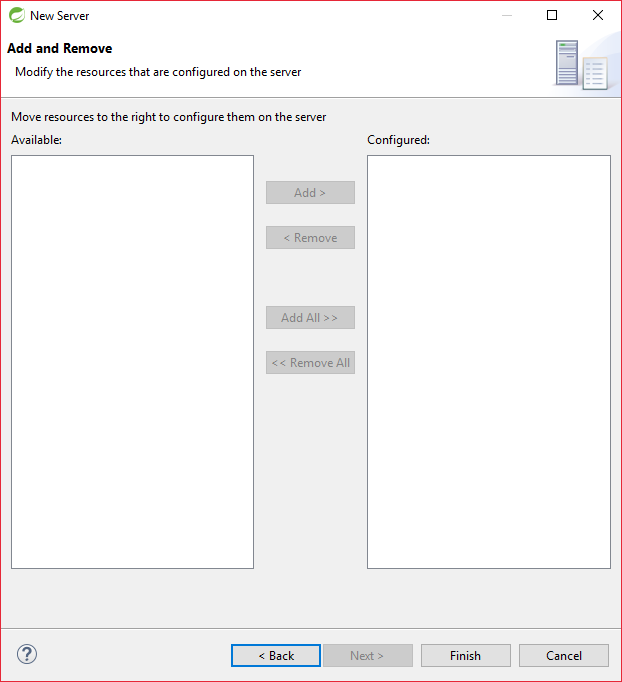 New Server
Add and Remove
Modify the resources that are configured on the server
Move resources to the right to configure them on the server
Available:
Configured:
Add >
< Remove
Add All >>
<< Remove All
?
< Back
Next >
Finish
Cancel